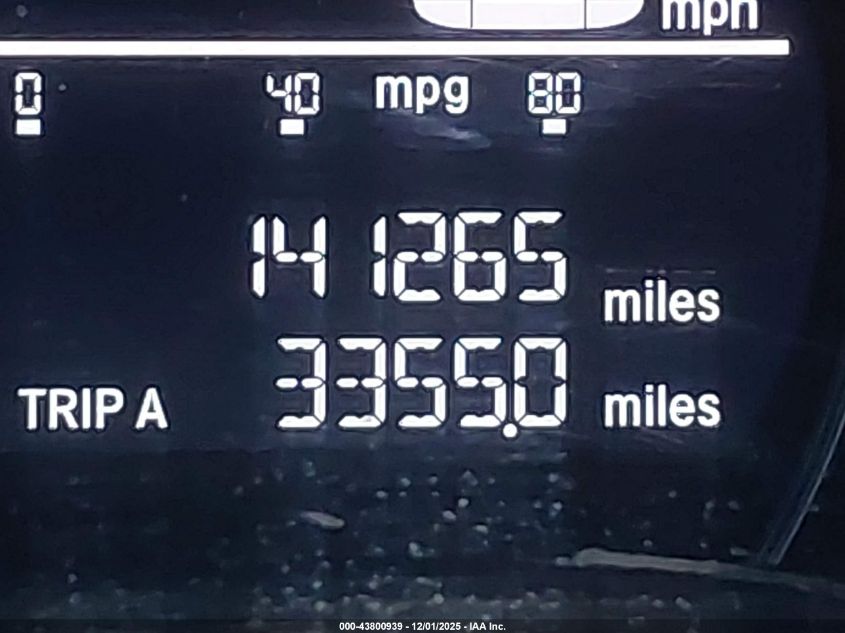 mph
0 40 mpg 80
141265 miles
TRIP A 3355.0 miles
000-43800939 - 12/01/2025 - IAA Inc.